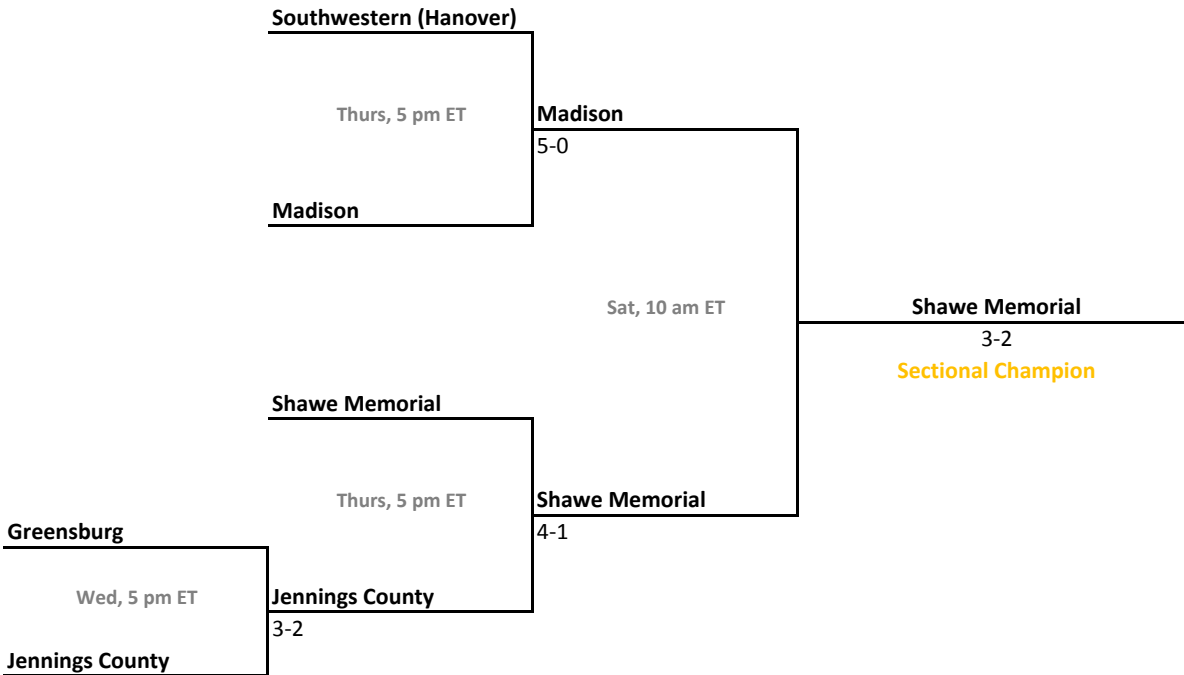 Southwestern (Hanover)
Thurs, 5 pm ET
Madison
5-0
Madison
Sat, 10 am ET
Shawe Memorial
3-2
Sectional Champion
Shawe Memorial
Thurs, 5 pm ET
Shawe Memorial
4-1
Greensburg
Wed, 5 pm ET
Jennings County
3-2
Jennings County